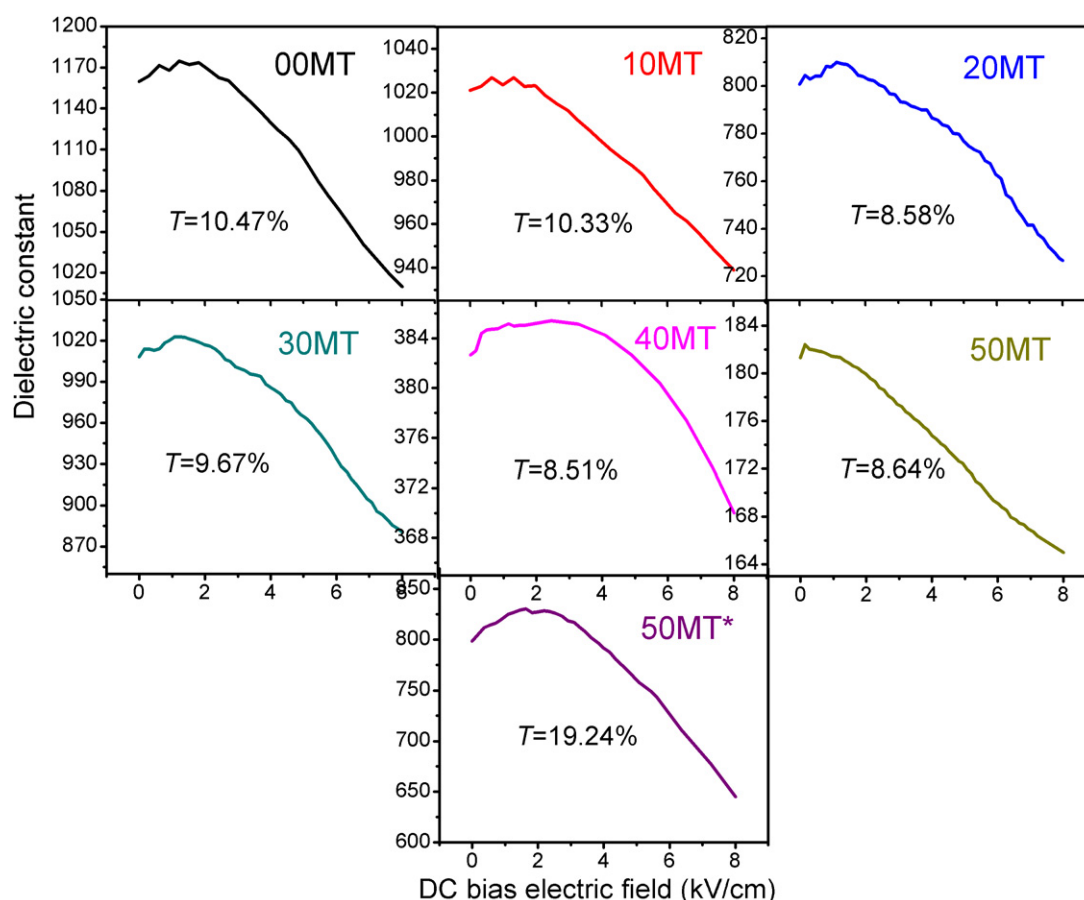 Dielectric constant
1200
1170
1140
1110
1080
1050
1020
1050
00MT
T=10.47%
1040
1020
1000
980
960
940
10MT
T=10.33%
820
800
780
760
740
720
20MT
T=8.58%
1020
990
960
930
900
870
30MT
T=9.67%
0 2 4 6 8
384
380
376
372
368
40MT
T=8.51%
184
180
176
172
168
164
50MT
T=8.64%
0 2 4 6 8
850
800
750
700
650
600
50MT*
T=19.24%
0 2 4 6 8
DC bias electric field (kV/cm)